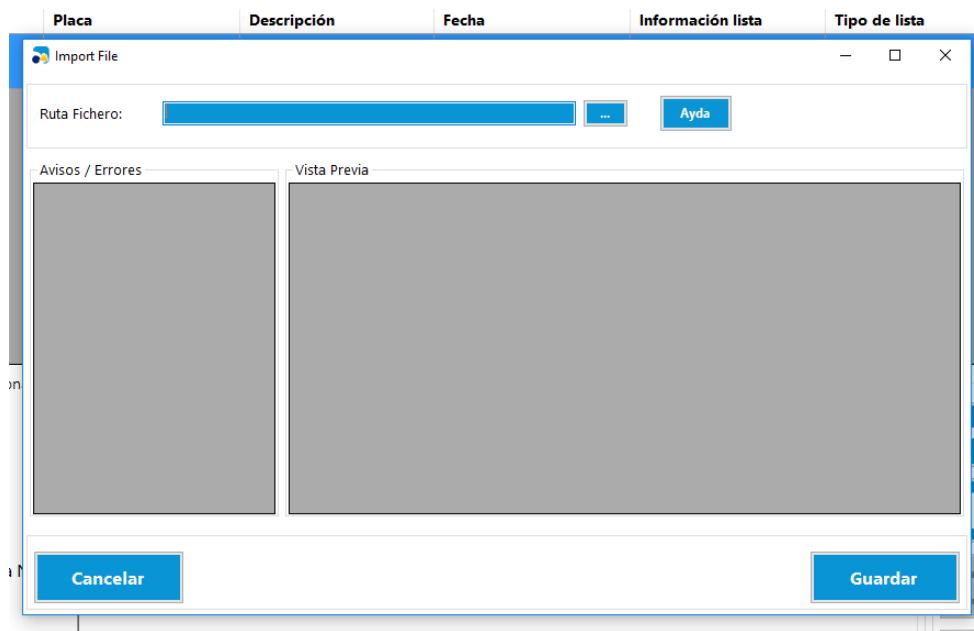 Placa Descripción Fecha Información lista Tipo de lista
Import File
Ruta Fichero: ... Ayda
Avisos / Errores Vista Previa
Cancelar Guardar